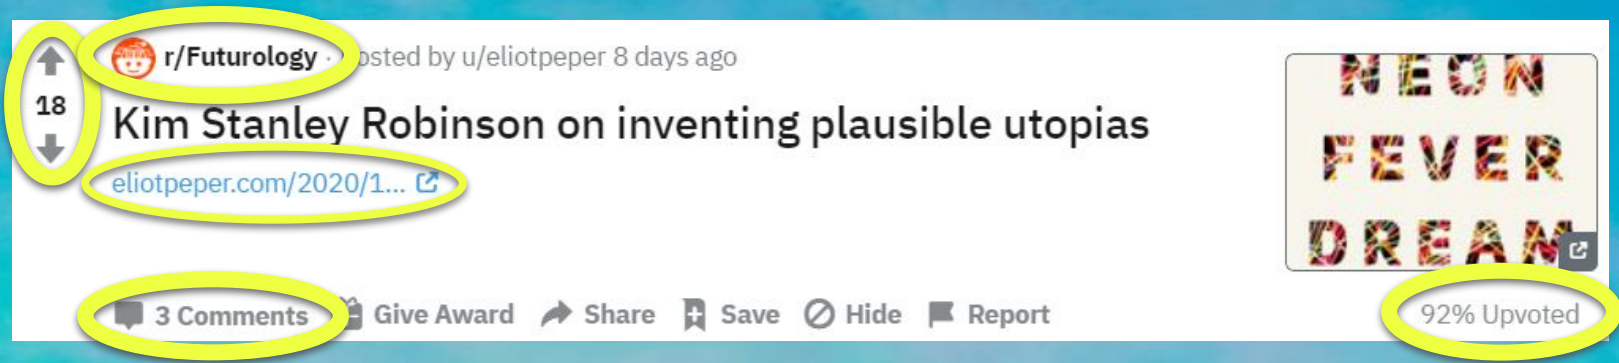 r/Futurology · osted by u/eliotpeper 8 days ago
18
Kim Stanley Robinson on inventing plausible utopias
eliotpeper.com/2020/1...
NEON
FEVER
DREAM
3 Comments Give Award Share Save Hide Report
92% Upvoted